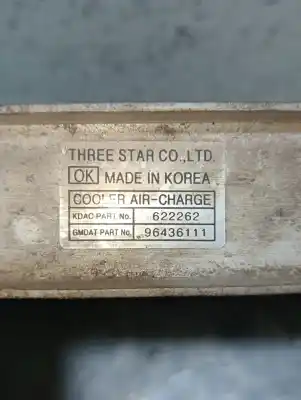 THREE STAR CO.,LTD.
OK MADE IN KOREA
COOLER AIR-CHARGE
KDAC PART No. 622262
GMDAT PART No. 96436111